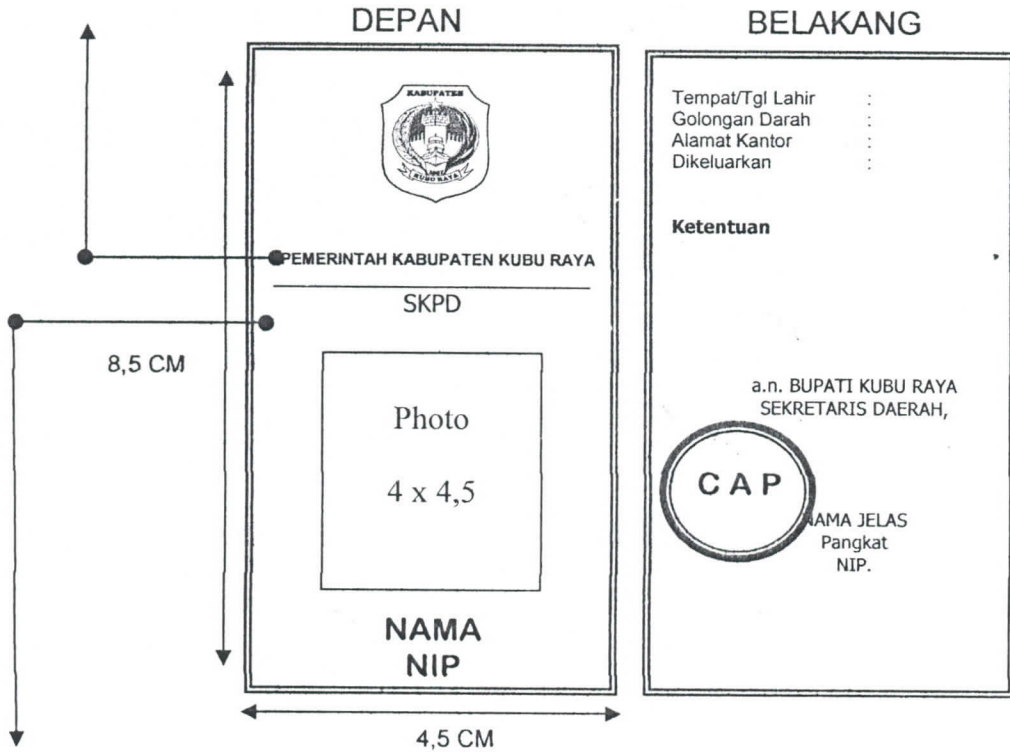 DEPAN
KABUPATEN
KUBU RAYA
PEMERINTAH KABUPATEN KUBU RAYA
SKPD
8,5 CM
Photo
4 x 4,5
NAMA
NIP
4,5 CM
BELAKANG
Tempat/Tgl Lahir :
Golongan Darah :
Alamat Kantor :
Dikeluarkan :
Ketentuan
a.n. BUPATI KUBU RAYA
SEKRETARIS DAERAH,
C A P
NAMA JELAS
Pangkat
NIP.